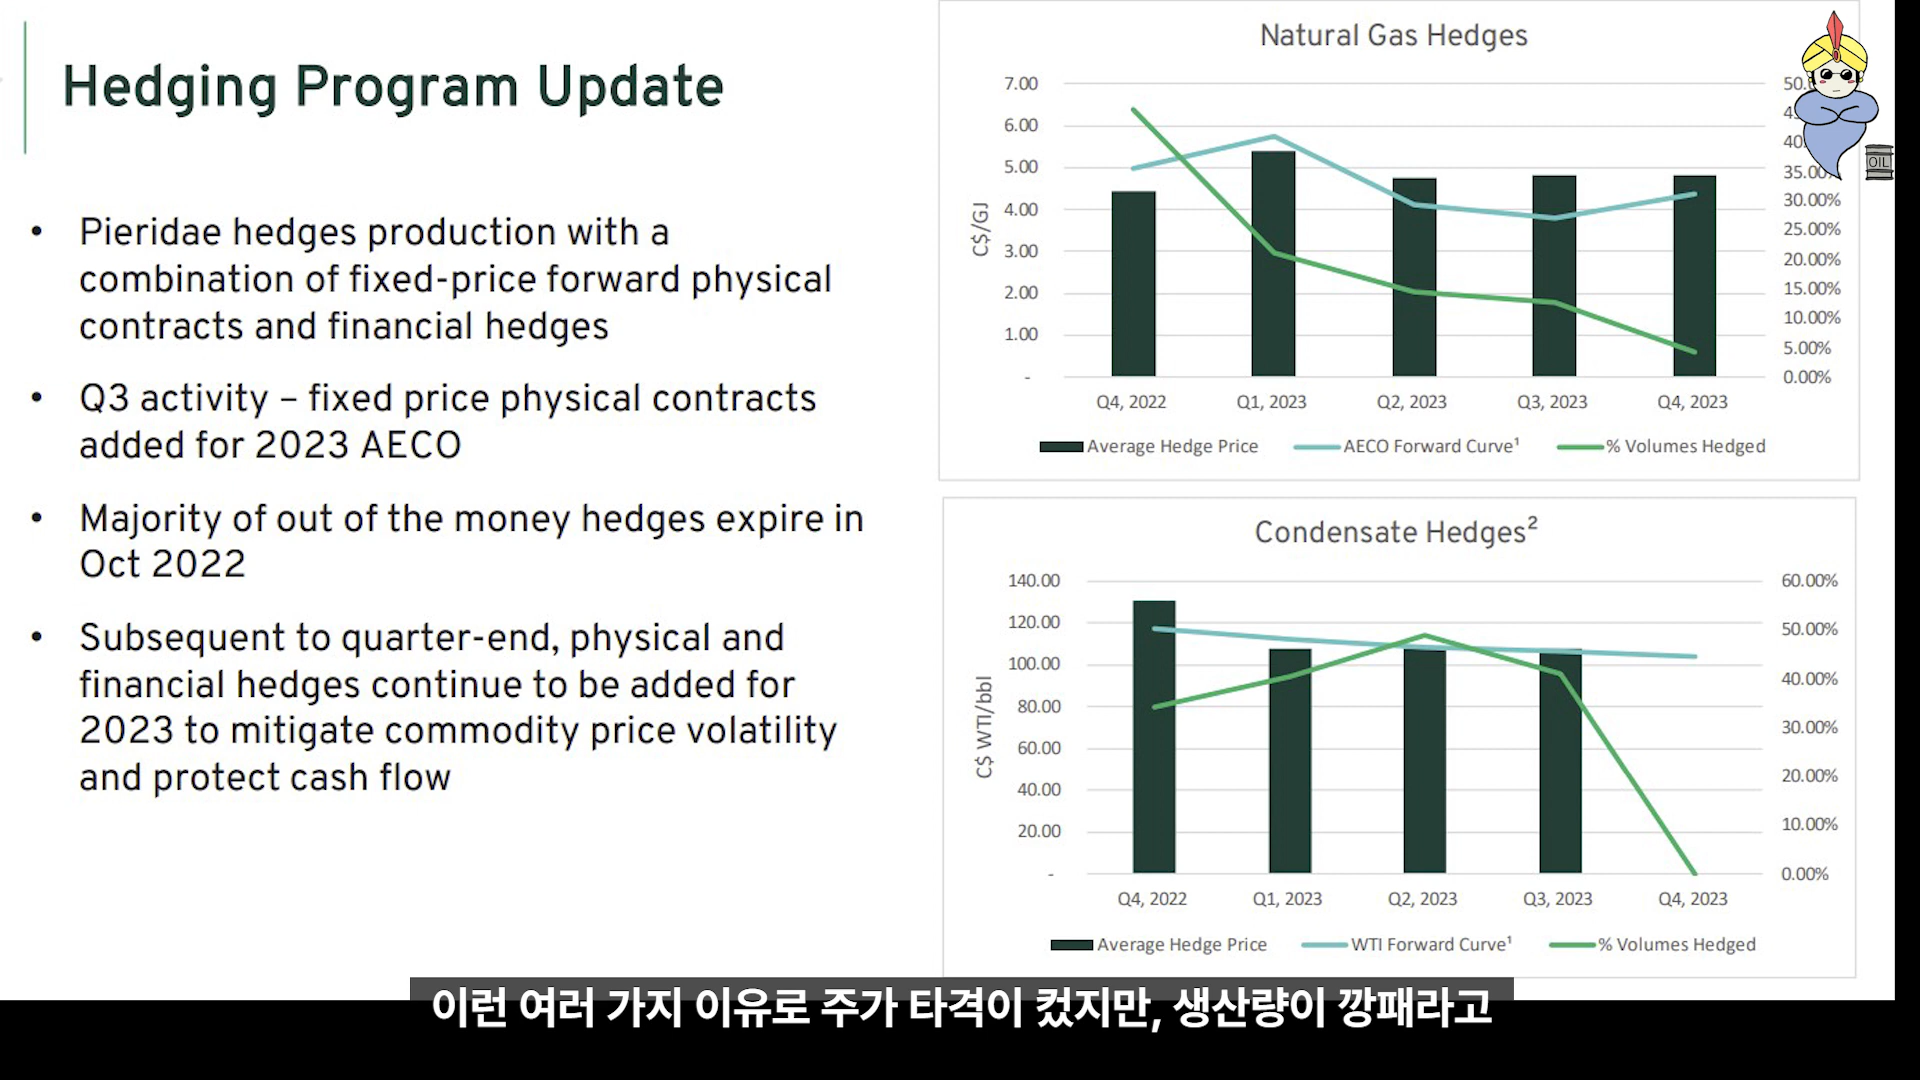 Hedging Program Update
• Pieridae hedges production with a
combination of fixed-price forward physical
contracts and financial hedges
• Q3 activity – fixed price physical contracts
added for 2023 AECO
• Majority of out of the money hedges expire in
Oct 2022
• Subsequent to quarter-end, physical and
financial hedges continue to be added for
2023 to mitigate commodity price volatility
and protect cash flow
Natural Gas Hedges
C$/GJ
7.00
6.00
5.00
4.00
3.00
2.00
1.00
-
35.00%
30.00%
25.00%
20.00%
15.00%
10.00%
5.00%
0.00%
OIL
Q4, 2022 Q1, 2023 Q2, 2023 Q3, 2023 Q4, 2023
Average Hedge Price AECO Forward Curve¹ % Volumes Hedged
Condensate Hedges²
C$ WTI/bbl
140.00
120.00
100.00
80.00
60.00
40.00
20.00
-
60.00%
50.00%
40.00%
30.00%
20.00%
10.00%
0.00%
Q4, 2022 Q1, 2023 Q2, 2023 Q3, 2023 Q4, 2023
Average Hedge Price WTI Forward Curve¹ % Volumes Hedged
이런 여러 가지 이유로 주가 타격이 컸지만, 생산량이 깡패라고